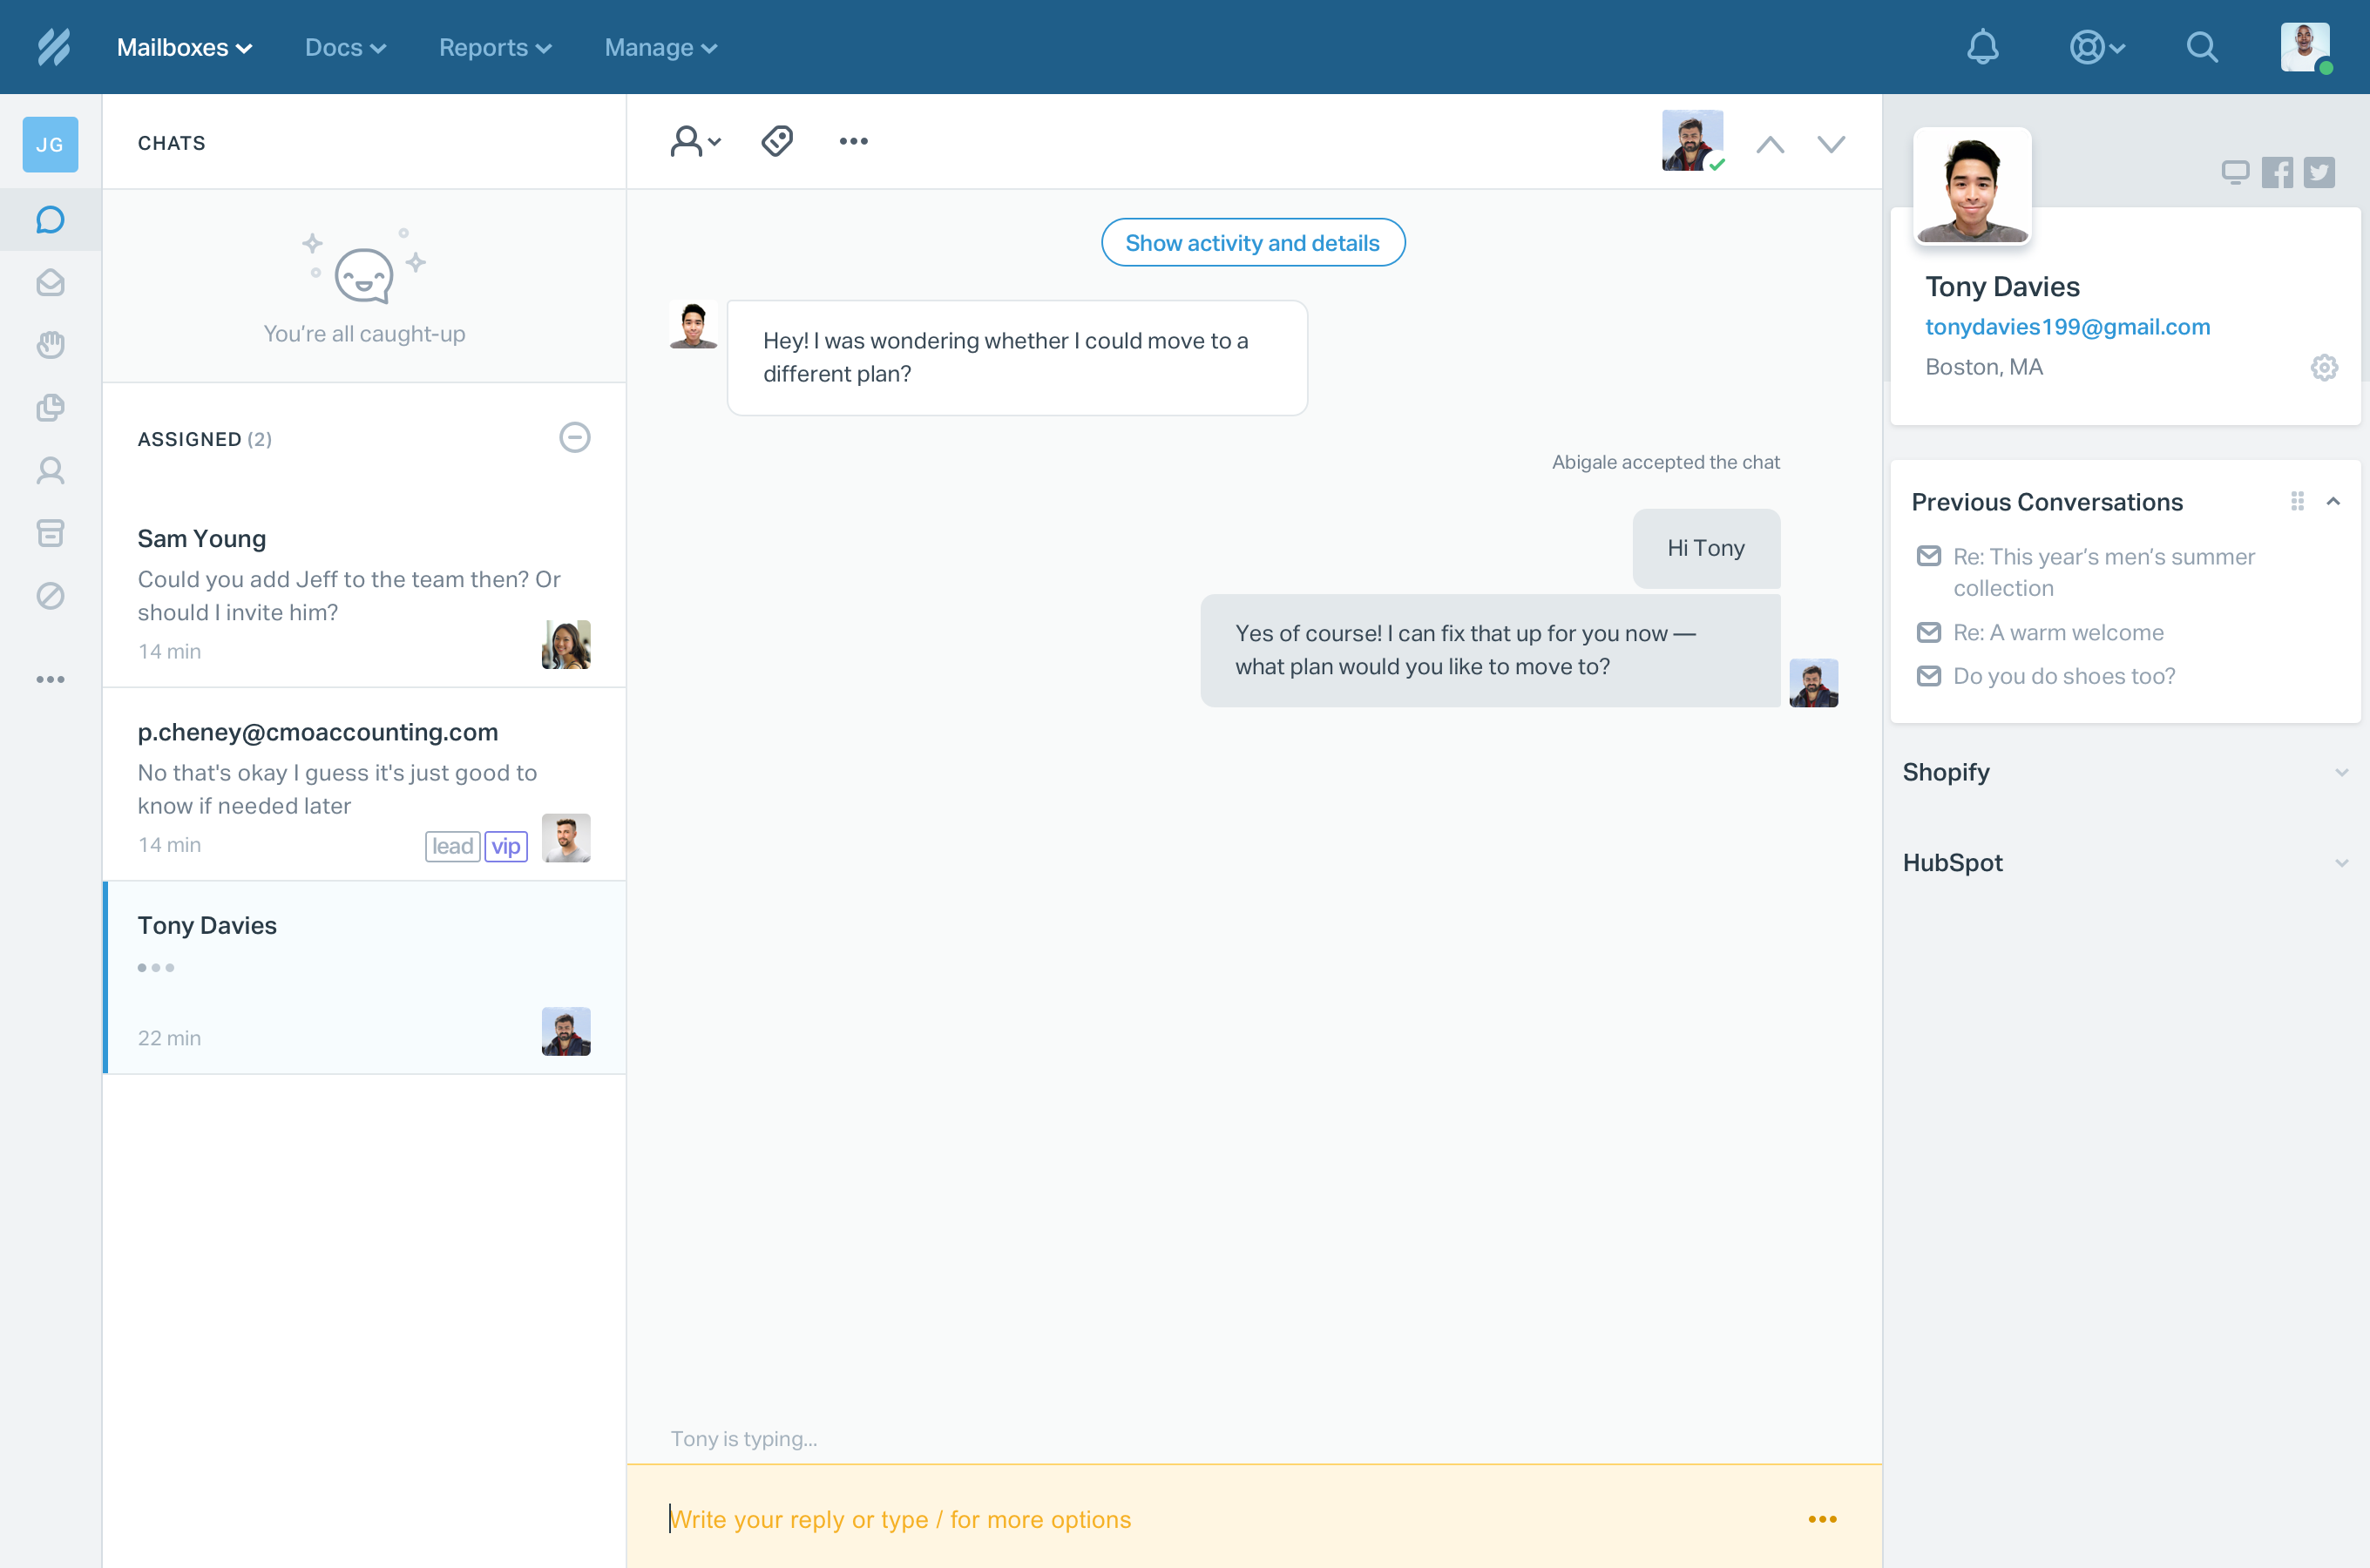 Mailboxes
Docs
Reports
Manage
JG
CHATS
You’re all caught-up
ASSIGNED (2)
Sam Young
Could you add Jeff to the team then? Or
should I invite him?
14 min
p.cheney@cmoaccounting.com
No that's okay I guess it's just good to
know if needed later
14 min
lead vip
Tony Davies
22 min
Show activity and details
Hey! I was wondering whether I could move to a
different plan?
Abigale accepted the chat
Hi Tony
Yes of course! I can fix that up for you now —
what plan would you like to move to?
Tony is typing...
Write your reply or type / for more options
Tony Davies
tonydavies199@gmail.com
Boston, MA
Previous Conversations
Re: This year’s men’s summer
collection
Re: A warm welcome
Do you do shoes too?
Shopify
HubSpot